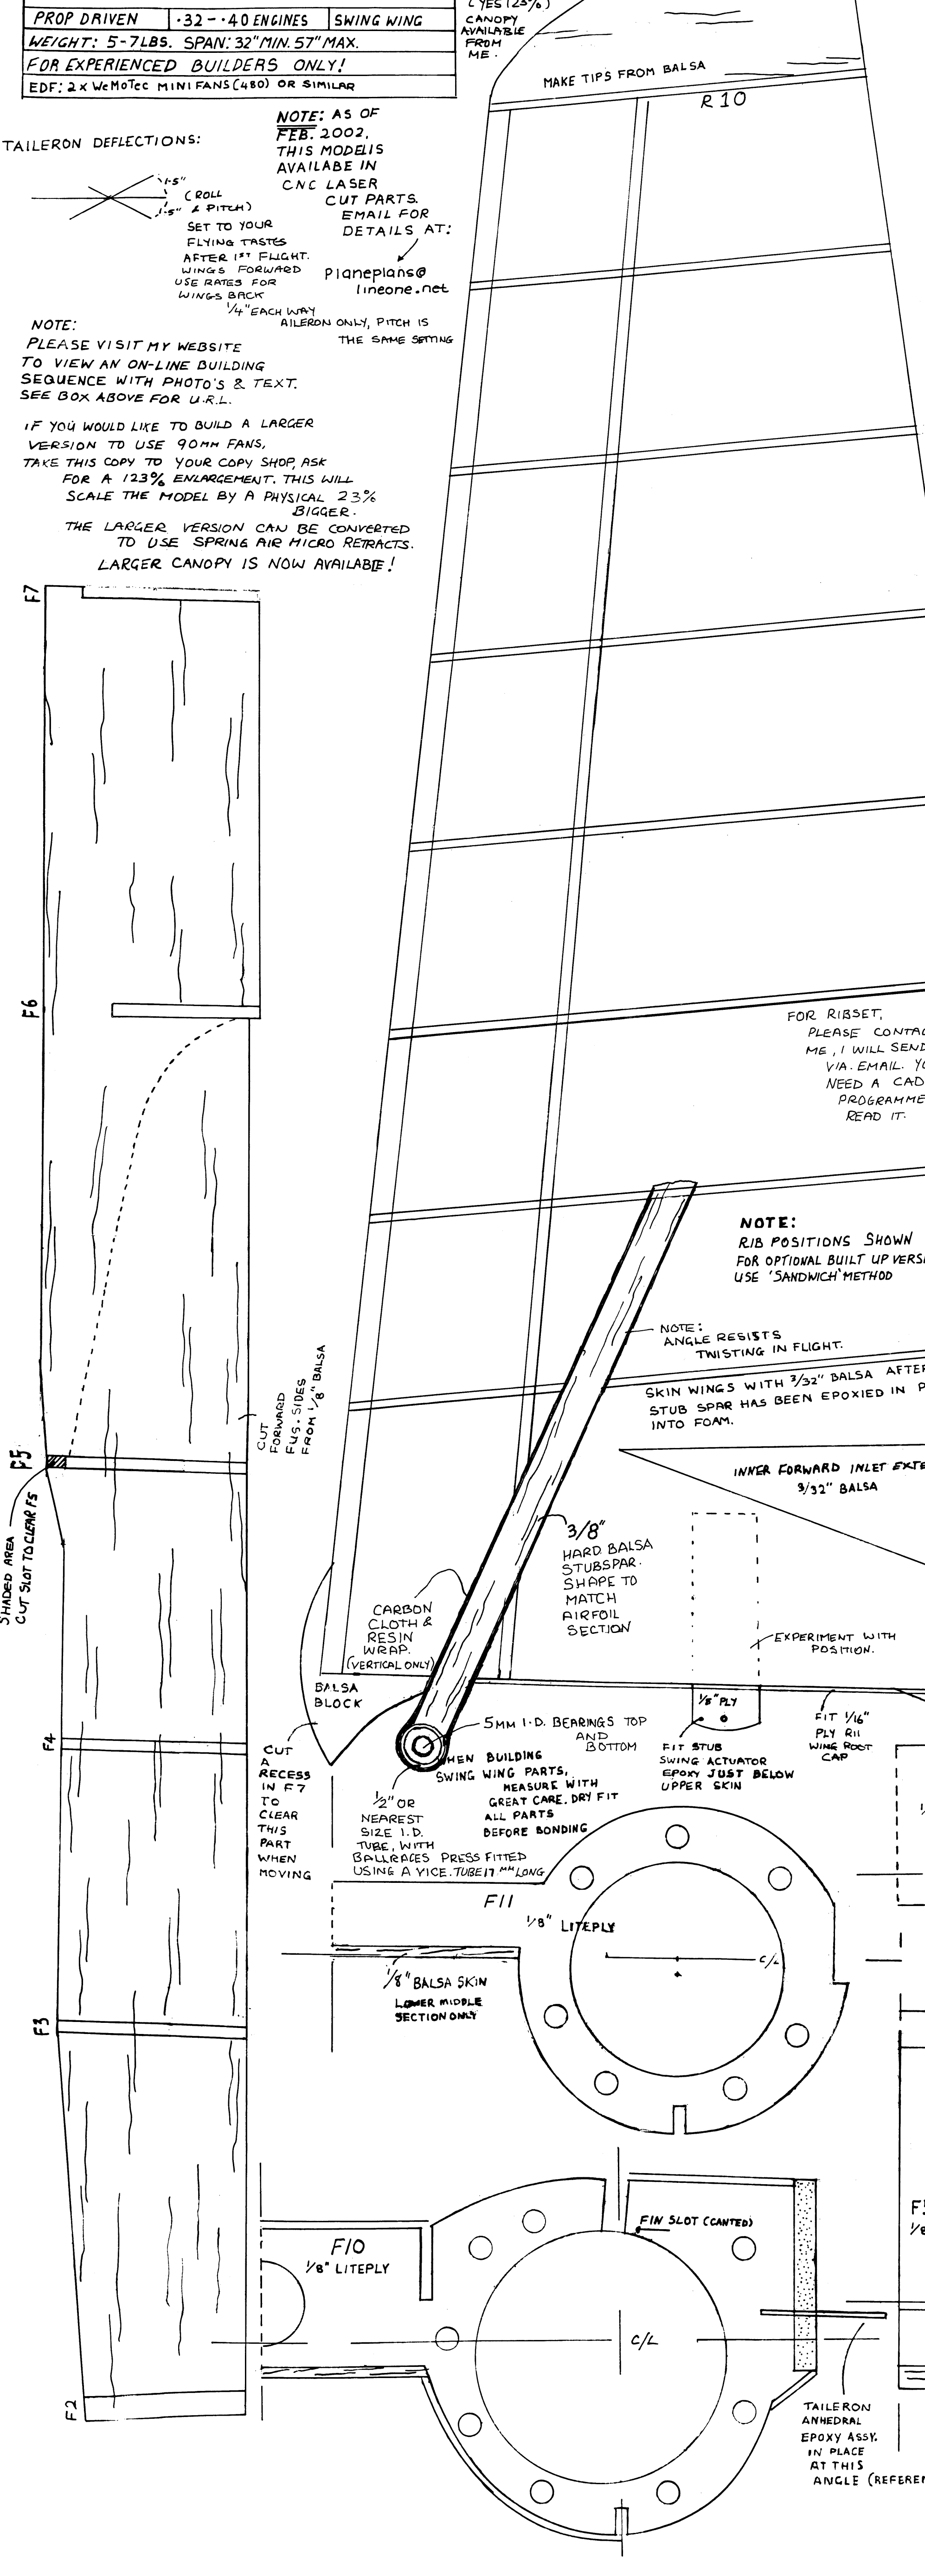 (YES (23%)
CANOPY
AVAILABLE
FROM
ME.
PROP DRIVEN ·32-·40 ENGINES SWING WING
WEIGHT: 5-7LBS. SPAN: 32" MIN. 57" MAX.
FOR EXPERIENCED BUILDERS ONLY!
EDF: 2x WeMoTec MINI FANS (480) OR SIMILAR
MAKE TIPS FROM BALSA
R10
NOTE: AS OF
FEB. 2002,
THIS MODEL IS
AVAILABE IN
CNC LASER
CUT PARTS.
EMAIL FOR
DETAILS AT:
Planeplans@
lineone.net
TAILERON DEFLECTIONS:
1·5"
1·5"
(ROLL
& PITCH)
SET TO YOUR
FLYING TASTES
AFTER 1ST FLIGHT.
WINGS FORWARD
USE RATES FOR
WINGS BACK
1/4" EACH WAY
AILERON ONLY, PITCH IS
THE SAME SETTING
NOTE:
PLEASE VISIT MY WEBSITE
TO VIEW AN ON-LINE BUILDING
SEQUENCE WITH PHOTO'S & TEXT.
SEE BOX ABOVE FOR U.R.L.
IF YOU WOULD LIKE TO BUILD A LARGER
VERSION TO USE 90MM FANS,
TAKE THIS COPY TO YOUR COPY SHOP, ASK
FOR A 123% ENLARGEMENT. THIS WILL
SCALE THE MODEL BY A PHYSICAL 23%
BIGGER.
THE LARGER VERSION CAN BE CONVERTED
TO USE SPRING AIR MICRO RETRACTS.
LARGER CANOPY IS NOW AVAILABLE!
F7
F6
FOR RIBSET,
PLEASE CONTAC
ME, I WILL SEND
VIA. EMAIL. YO
NEED A CAD
PROGRAMME
READ IT.
NOTE:
RIB POSITIONS SHOWN
FOR OPTIONAL BUILT UP VERSI
USE 'SANDWICH' METHOD
NOTE:
ANGLE RESISTS
TWISTING IN FLIGHT.
SKIN WINGS WITH 3/32" BALSA AFTER
STUB SPAR HAS BEEN EPOXIED IN P
INTO FOAM.
CUT
FORWARD
FUS. SIDES
FROM 1/8" BALSA
F5
SHADED AREA
CUT SLOT TO CLEAR F5
INNER FORWARD INLET EXTE
3/32" BALSA
3/8"
HARD BALSA
STUBSPAR.
SHAPE TO
MATCH
AIRFOIL
SECTION
CARBON
CLOTH &
RESIN
WRAP.
(VERTICAL ONLY)
EXPERIMENT WITH
POSITION.
BALSA
BLOCK
1/8" PLY
5MM I.D. BEARINGS TOP
AND
BOTTOM
FIT STUB
SWING ACTUATOR
EPOXY JUST BELOW
UPPER SKIN
FIT 1/16"
PLY R11
WING ROOT
CAP
F4
CUT
A
RECESS
IN F7
TO
CLEAR
THIS
PART
WHEN
MOVING
WHEN BUILDING
SWING WING PARTS,
MEASURE WITH
GREAT CARE. DRY FIT
ALL PARTS
BEFORE BONDING
1/2" OR
NEAREST
SIZE I.D.
TUBE, WITH
BALLRACES PRESS FITTED
USING A VICE. TUBE 17MM LONG
F11
1/8" LITEPLY
C/L
1/8" BALSA SKIN
LOWER MIDDLE
SECTION ONLY
F3
FIN SLOT (CANTED)
F10
1/8" LITEPLY
C/L
TAILERON
ANHEDRAL
EPOXY ASSY.
IN PLACE
AT THIS
ANGLE (REFEREN
F2